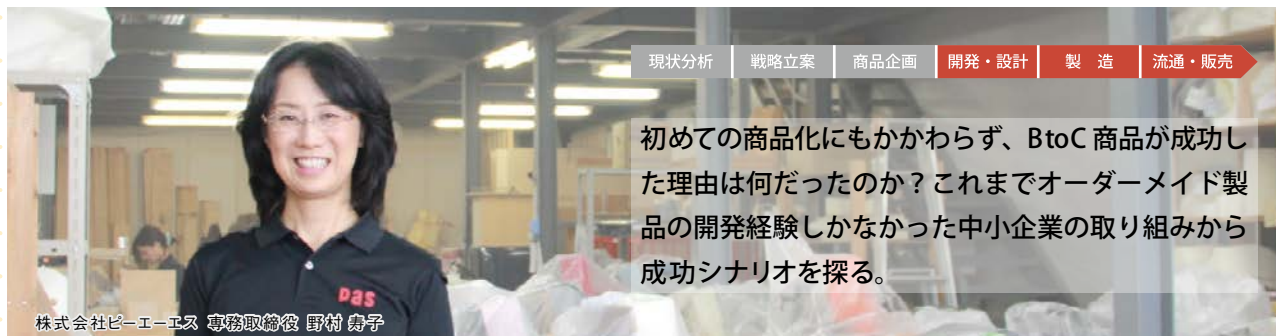 現状分析 戦略立案 商品企画 開発・設計 製 造 流通・販売
初めての商品化にもかかわらず、BtoC 商品が成功し
た理由は何だったのか？これまでオーダーメイド製
品の開発経験しかなかった中小企業の取り組みから
成功シナリオを探る。
pas
株式会社ピーエーエス 専務取締役 野村 寿子